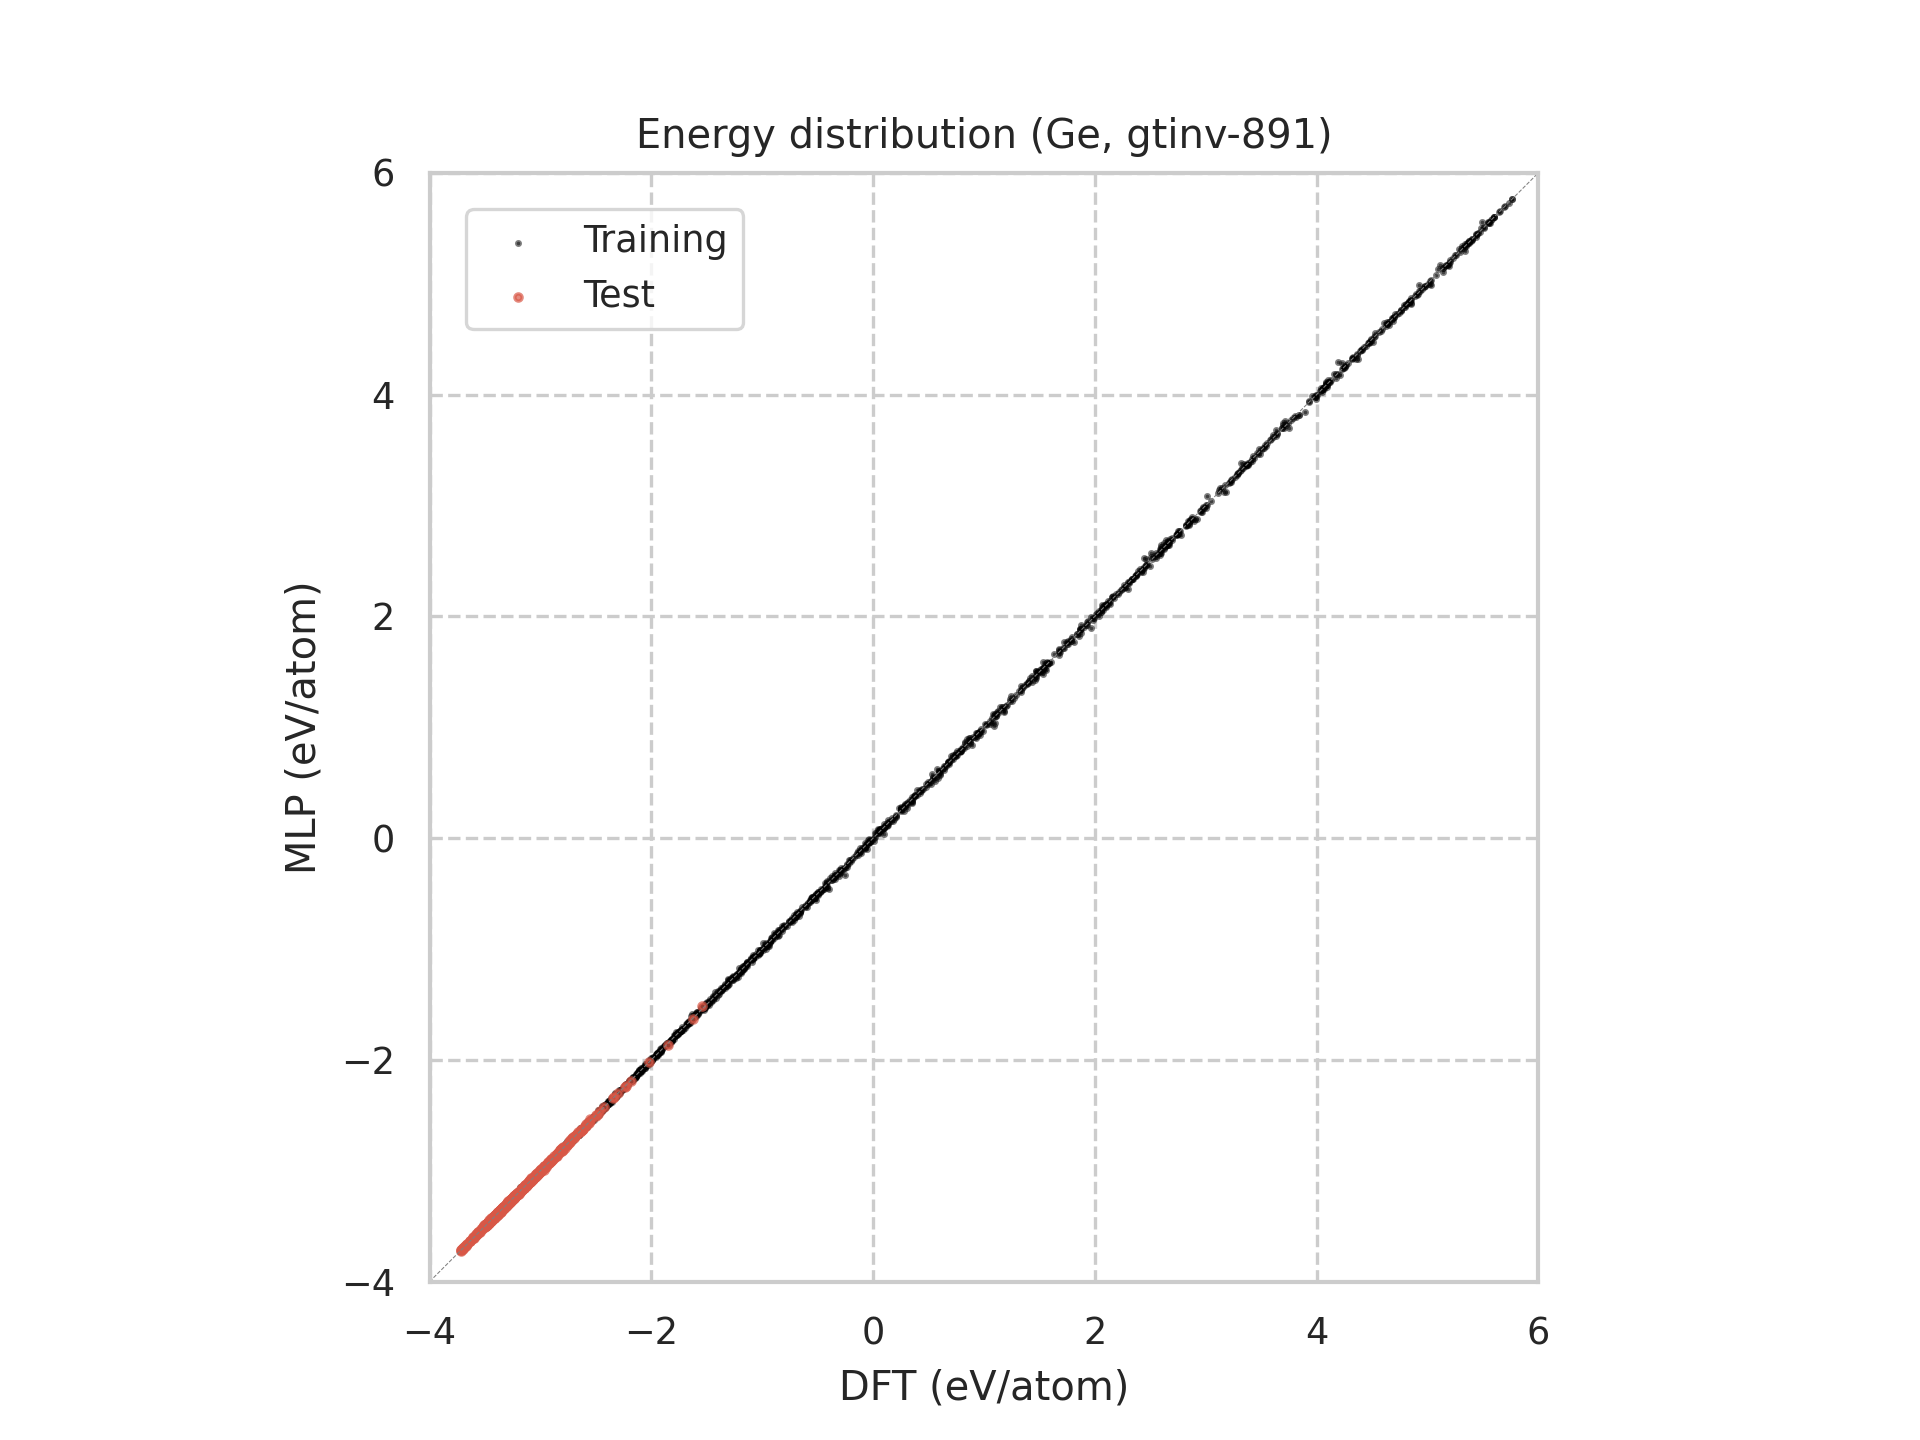 Energy distribution (Ge, gtinv-891)
Training
Test
MLP (eV/atom)
6
4
2
0
−2
−4
−4 −2 0 2 4 6
DFT (eV/atom)